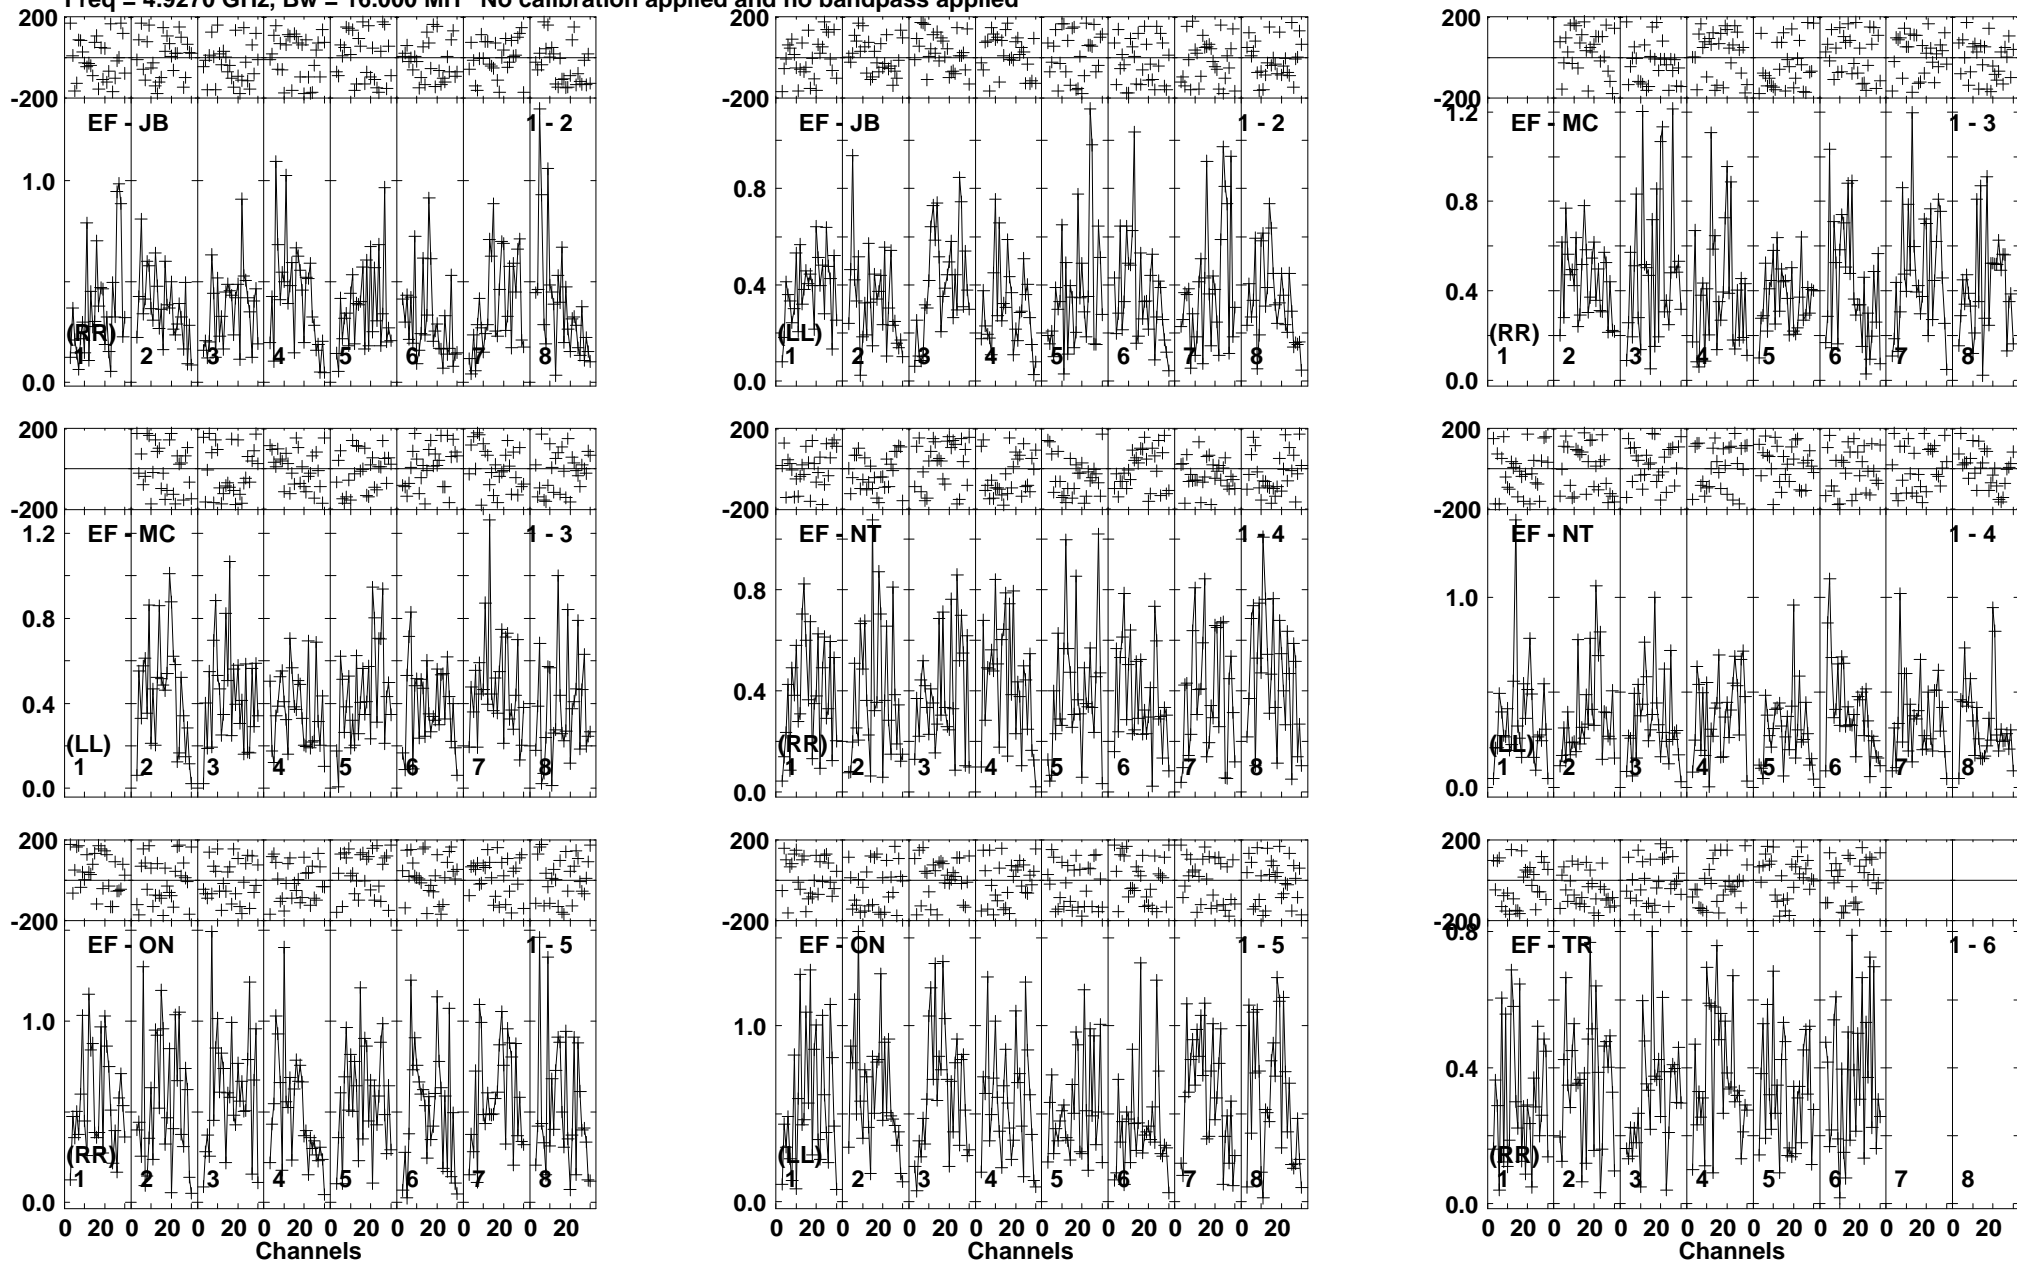 Freq = 4.9270 GHz, Bw = 16.000 MH No calibration applied and no bandpass applied
200 200 200
-200 -200 -200
EF - JB 1 - 2 EF - JB 1 - 2 EF - MC 1 - 3
1.2
1.0 0.8 0.8
0.4 0.4
(RR) (LL) (RR)
1 2 3 4 5 6 7 8 1 2 3 4 5 6 7 8 1 2 3 4 5 6 7 8
0.0 0.0 0.0
200 200 200
-200 -200 -200
EF - MC 1 - 3 EF - NT 1 - 4 EF - NT 1 - 4
1.2
0.8 0.8 1.0
0.4 0.4
(LL) (RR) (LL)
1 2 3 4 5 6 7 8 1 2 3 4 5 6 7 8 1 2 3 4 5 6 7 8
0.0 0.0 0.0
200 200 200
-200 -200 -200
0.8
EF - ON 1 - 5 EF - ON 1 - 5 EF - TR 1 - 6
1.0 1.0 0.4
(RR) (LL) (RR)
1 2 3 4 5 6 7 8 1 2 3 4 5 6 7 8 1 2 3 4 5 6 7 8
0.0 0.0 0.0
0 20 0 20 0 20 0 20 0 20 0 20 0 20 0 20 0 20 0 20 0 20 0 20 0 20 0 20 0 20 0 20 0 20 0 20 0 20 0 20 0 20 0 20 0 20 0 20
Channels Channels Channels